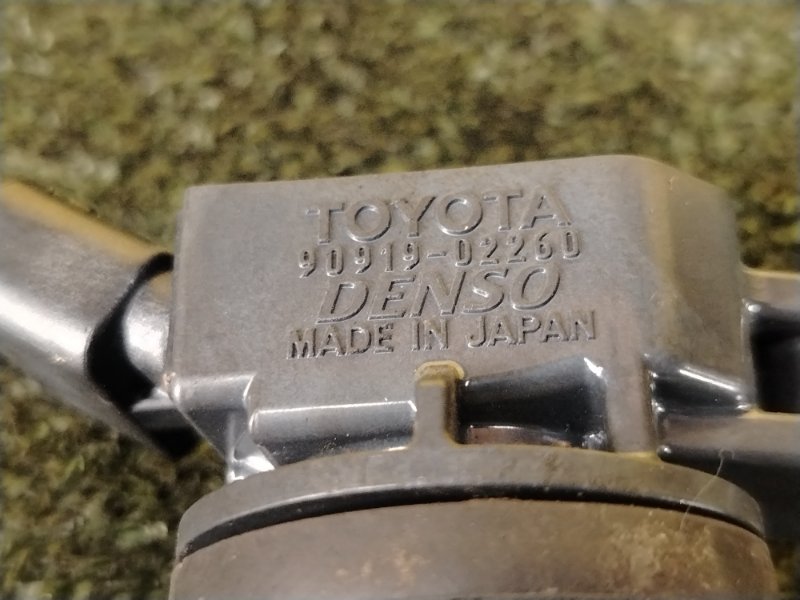 TOYOTA
90919-02260
DENSO
MADE IN JAPAN